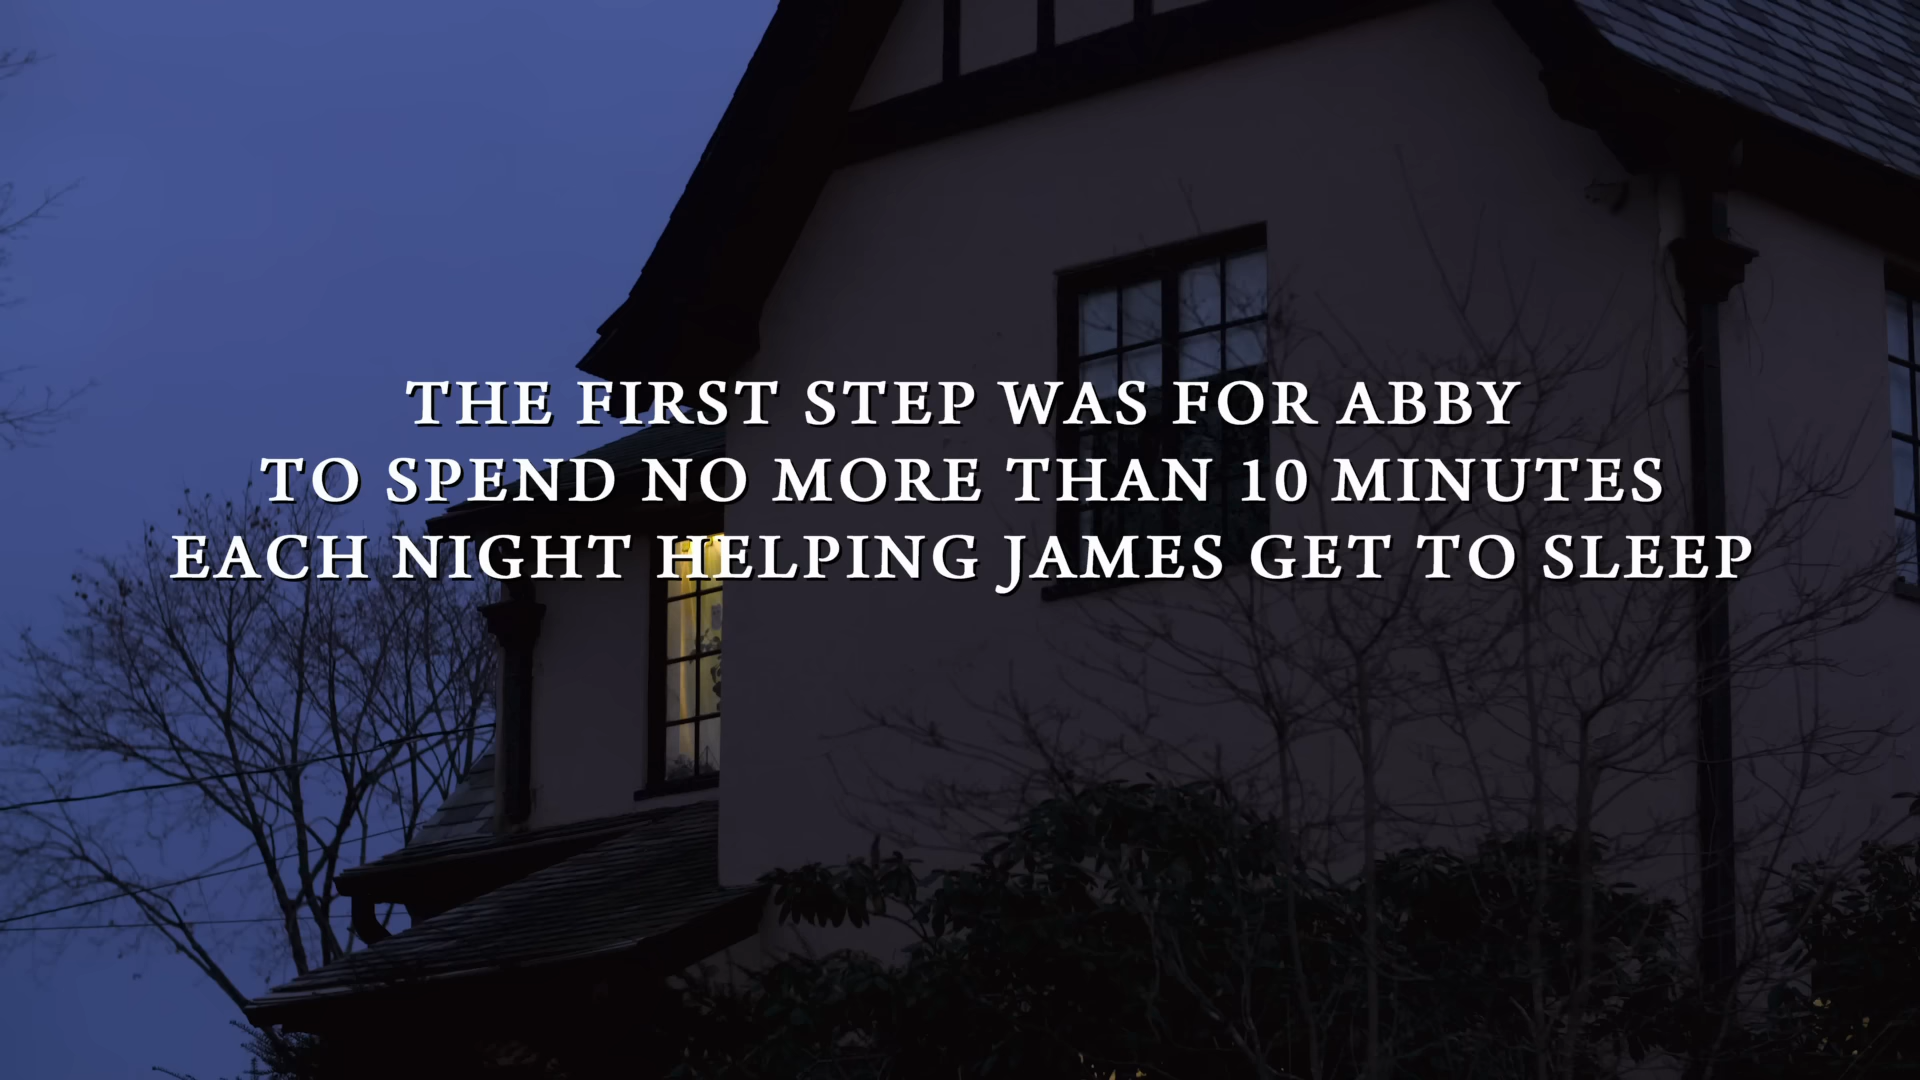 THE FIRST STEP WAS FOR ABBY
TO SPEND NO MORE THAN 10 MINUTES
EACH NIGHT HELPING JAMES GET TO SLEEP